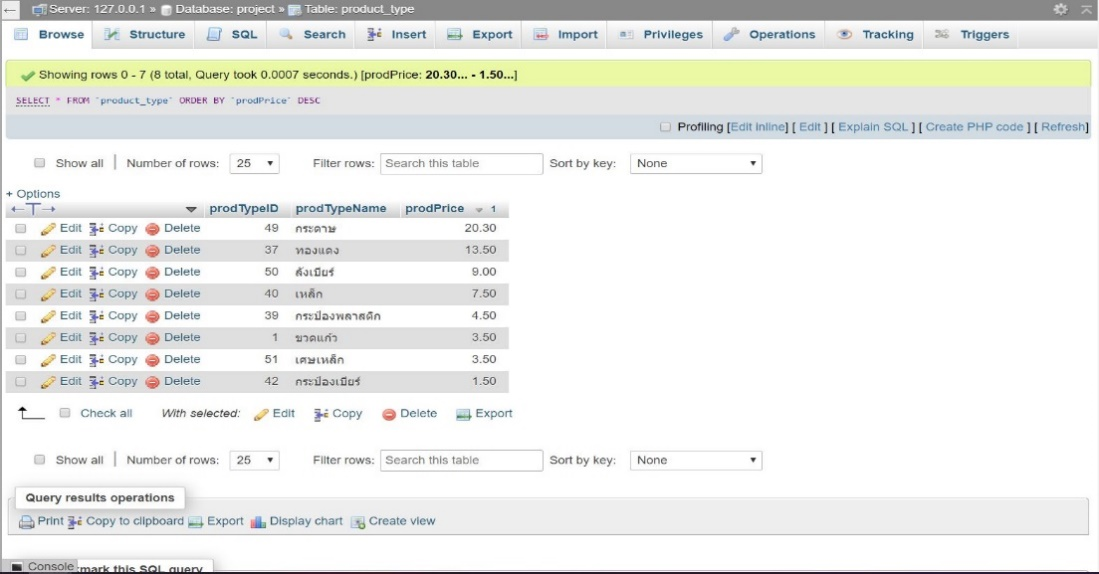 Server: 127.0.0.1 » Database: project » Table: product_type
Browse Structure SQL Search Insert Export Import Privileges Operations Tracking Triggers
Showing rows 0 - 7 (8 total, Query took 0.0007 seconds.) [prodPrice: 20.30... - 1.50...]
SELECT * FROM `product_type` ORDER BY `prodPrice` DESC
Profiling [Edit inline] [ Edit ] [ Explain SQL ] [ Create PHP code ] [ Refresh]
Show all | Number of rows: 25 Filter rows: Search this table Sort by key: None
+ Options
←T→ prodTypeID prodTypeName prodPrice 1
Edit Copy Delete 49 กระดาษ 20.30
Edit Copy Delete 37 ทองแดง 13.50
Edit Copy Delete 50 ลังเบียร์ 9.00
Edit Copy Delete 40 เหล็ก 7.50
Edit Copy Delete 39 กระป๋องพลาสติก 4.50
Edit Copy Delete 1 ขวดแก้ว 3.50
Edit Copy Delete 51 เศษเหล็ก 3.50
Edit Copy Delete 42 กระป๋องเบียร์ 1.50
Check all With selected: Edit Copy Delete Export
Show all | Number of rows: 25 Filter rows: Search this table Sort by key: None
Query results operations
Print Copy to clipboard Export Display chart Create view
Console mark this SQL query